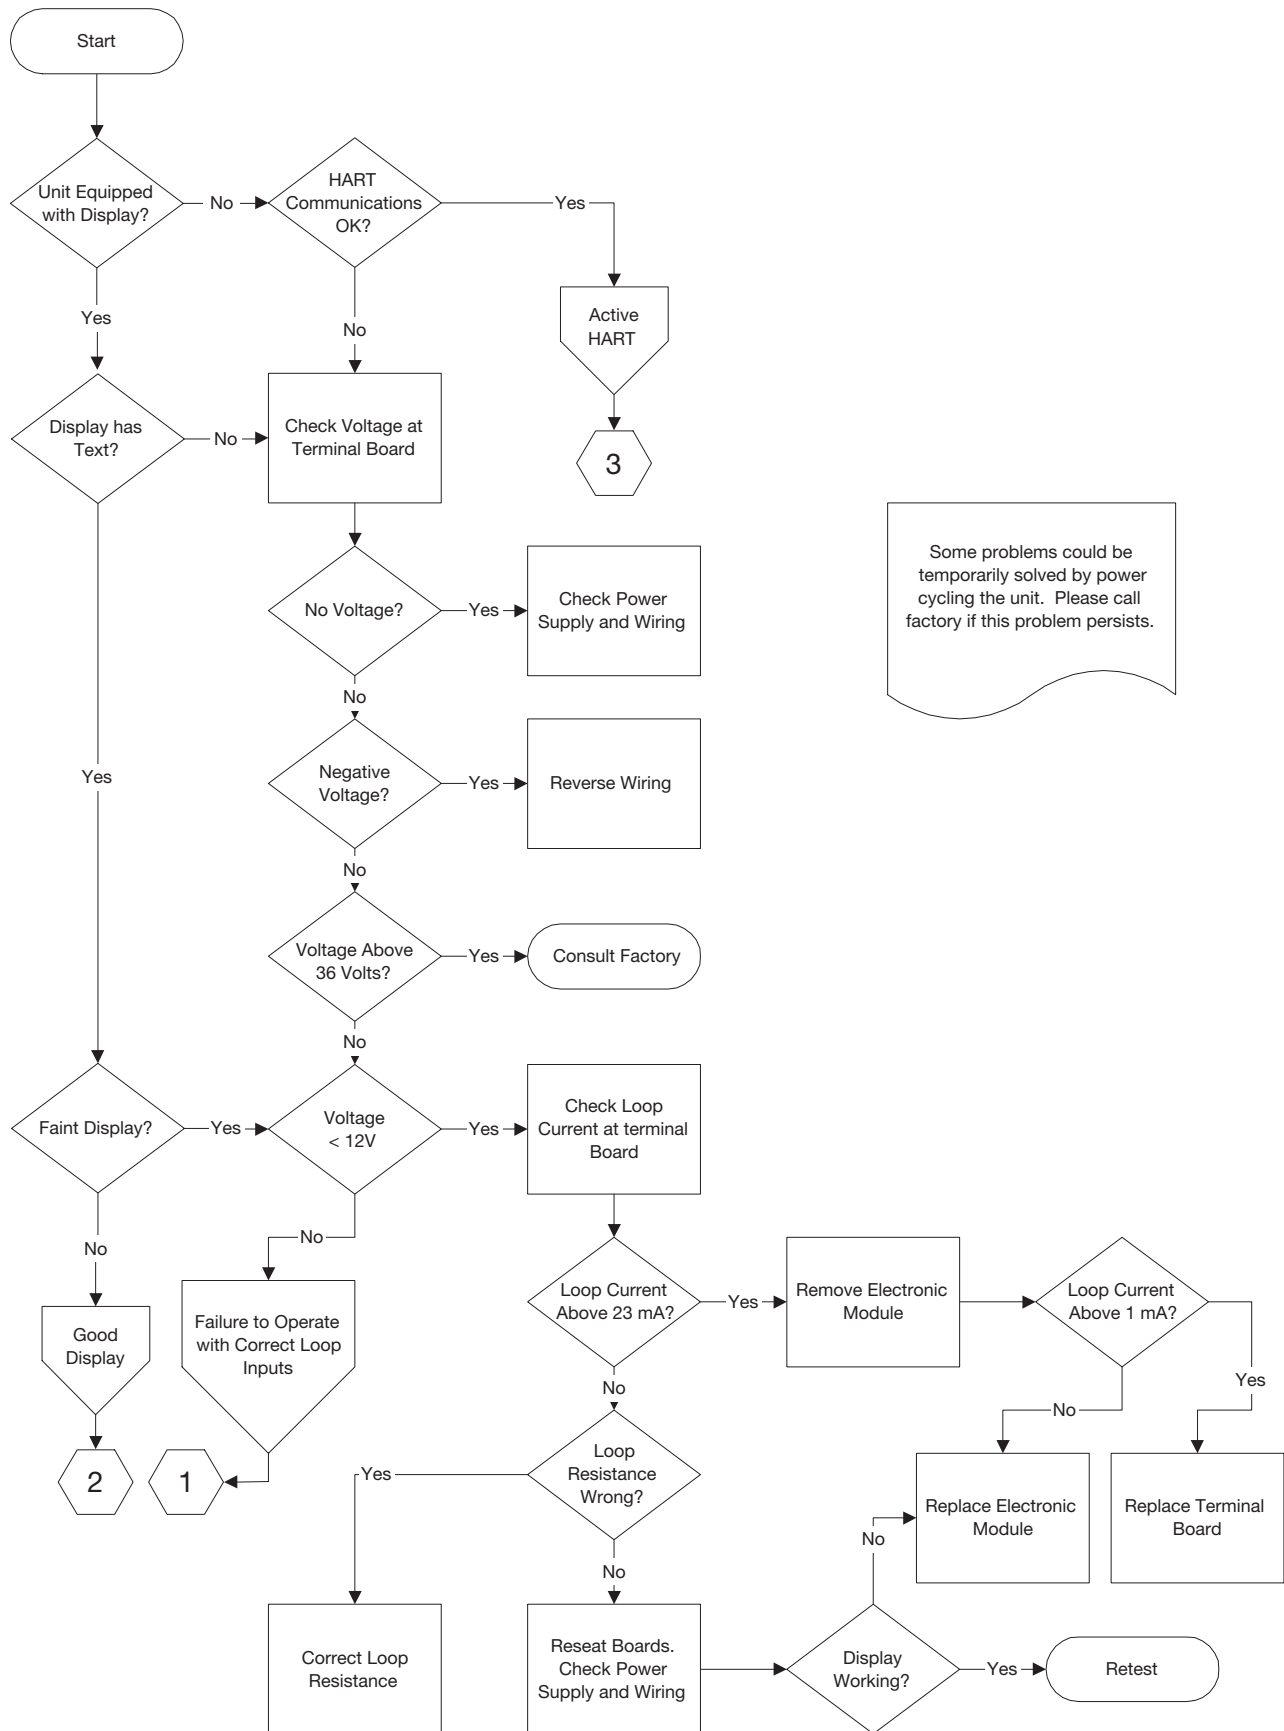 Start
Unit Equipped
with Display?
No
HART
Communications
OK?
Yes
Yes
No
Active
HART
Display has
Text?
No
Check Voltage at
Terminal Board
3
Some problems could be
temporarily solved by power
cycling the unit.  Please call
factory if this problem persists.
No Voltage?
Yes
Check Power
Supply and Wiring
No
Yes
Negative
Voltage?
Yes
Reverse Wiring
No
Voltage Above
36 Volts?
Yes
Consult Factory
No
Faint Display?
Yes
Voltage
< 12V
Yes
Check Loop
Current at terminal
Board
No
No
Good
Display
Failure to Operate
with Correct Loop
Inputs
Loop Current
Above 23 mA?
Yes
Remove Electronic
Module
Loop Current
Above 1 mA?
No
No
Yes
2
1
Yes
Loop
Resistance
Wrong?
No
No
Replace Electronic
Module
Replace Terminal
Board
Correct Loop
Resistance
Reseat Boards.
Check Power
Supply and Wiring
Display
Working?
Yes
Retest